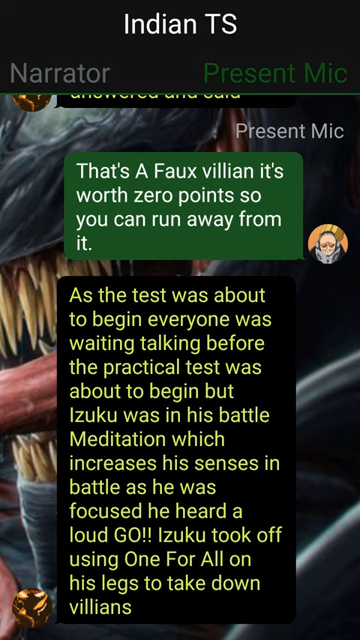 Indian TS
Narrator
Present Mic
answered and said
Present Mic
That's A Faux villian it's
worth zero points so
you can run away from
it.
As the test was about
to begin everyone was
waiting talking before
the practical test was
about to begin but
Izuku was in his battle
Meditation which
increases his senses in
battle as he was
focused he heard a
loud GO!! Izuku took off
using One For All on
his legs to take down
villians